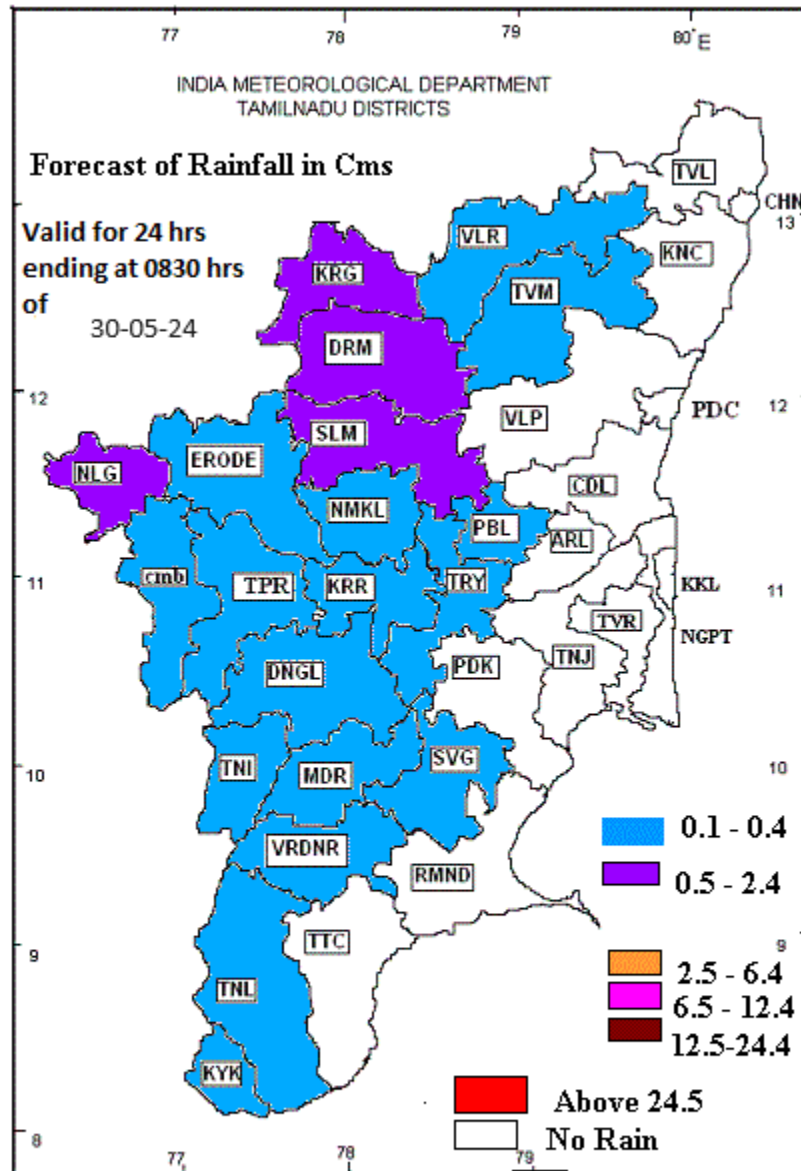 77 78 79 80°E
INDIA METEOROLOGICAL DEPARTMENT
TAMILNADU DISTRICTS
Forecast of Rainfall in Cms
TVL
CHN
13
Valid for 24 hrs
ending at 0830 hrs
of
30-05-24
VLR
KNC
KRG
TVM
DRM
12
12
PDC
VLP
SLM
ERODE
NLG
CDL
NMKL
PBL
ARL
11
cmb
TPR
KRR
TRY
KKL
11
TVR
NGPT
DNGL
PDK
TNJ
10
TNI
MDR
SVG
10
0.1 - 0.4
VRDNR
RMND
0.5 - 2.4
9
TTC
9
2.5 - 6.4
TNL
6.5 - 12.4
12.5-24.4
KYK
Above 24.5
8
No Rain
77 78 79